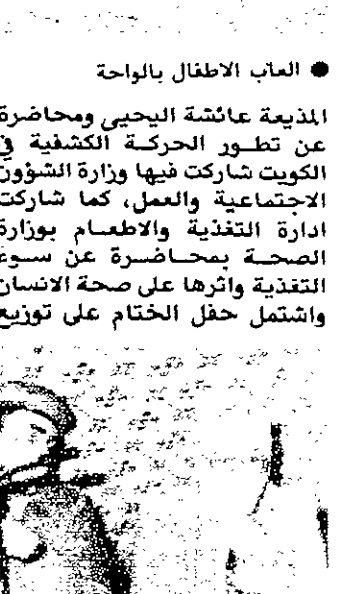 ● العاب الاطفال بالواحة
المذيعة عائشة اليحيى ومحاضرة
عن تطور الحركة الكشفية في
الكويت شاركت فيها وزارة الشؤون
الاجتماعية والعمل، كما شاركت
ادارة التغذية والاطعام بوزارة
الصحة بمحاضرة عن سوء
التغذية واثرها على صحة الانسان
واشتمل حفل الختام على توزيع